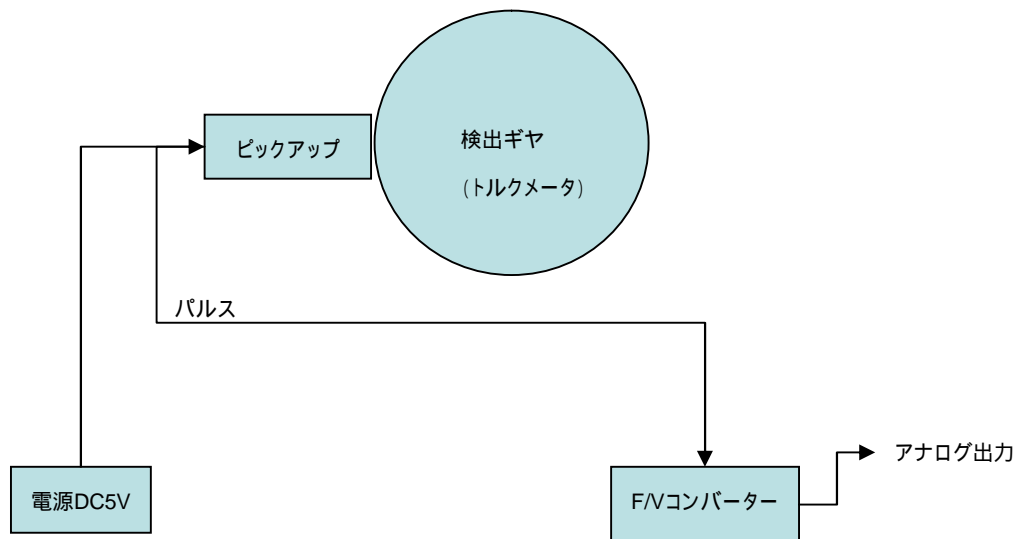 ピックアップ
検出ギヤ
(トルクメータ)
パルス
アナログ出力
電源DC5V
F/Vコンバーター